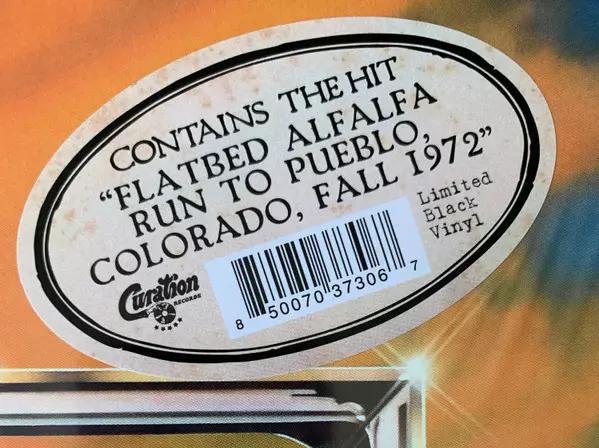 CONTAINS THE HIT
"FLATBED ALFALFA
RUN TO PUEBLO,
COLORADO, FALL 1972"
Limited
Black
Vinyl
Curation
RECORDS
8 50070 37306 7